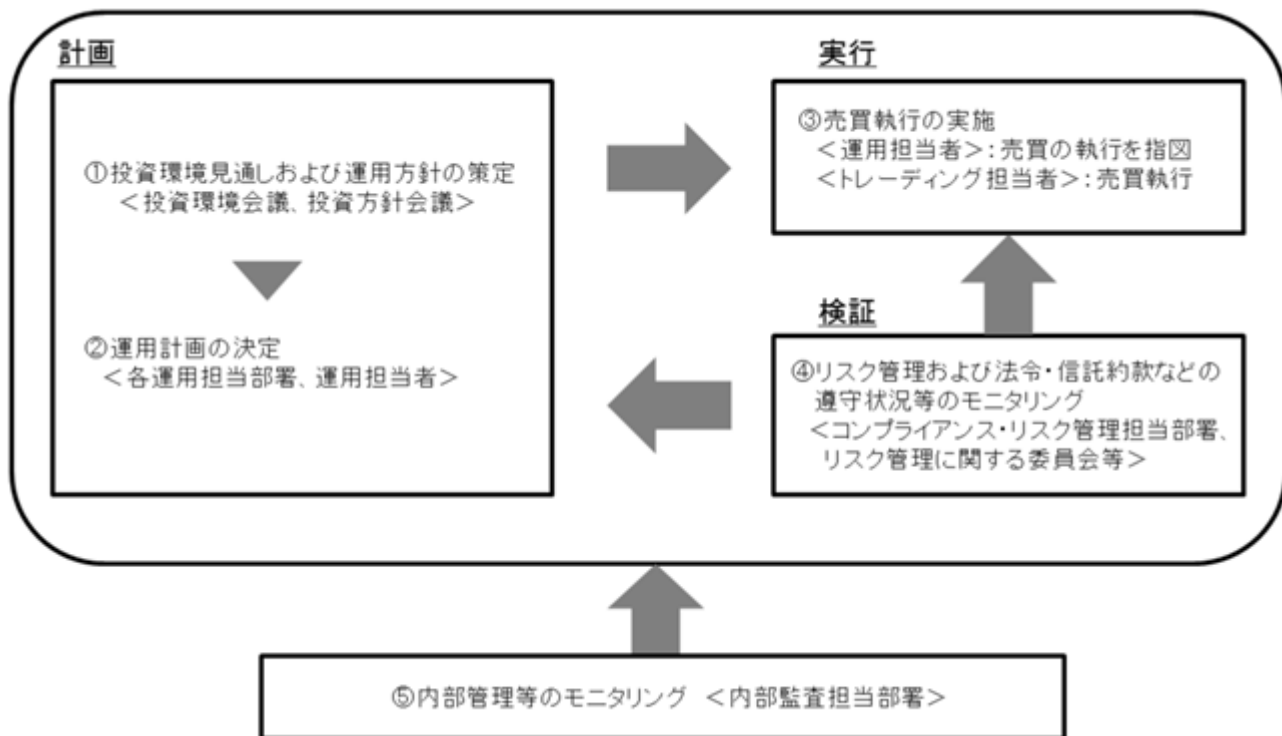 計画
①投資環境見通しおよび運用方針の策定
＜投資環境会議、投資方針会議＞
②運用計画の決定
＜各運用担当部署、運用担当者＞
実行
③売買執行の実施
＜運用担当者＞：売買の執行を指図
＜トレーディング担当者＞：売買執行
検証
④リスク管理および法令・信託約款などの
遵守状況等のモニタリング
＜コンプライアンス・リスク管理担当部署、
リスク管理に関する委員会等＞
⑤内部管理等のモニタリング ＜内部監査担当部署＞